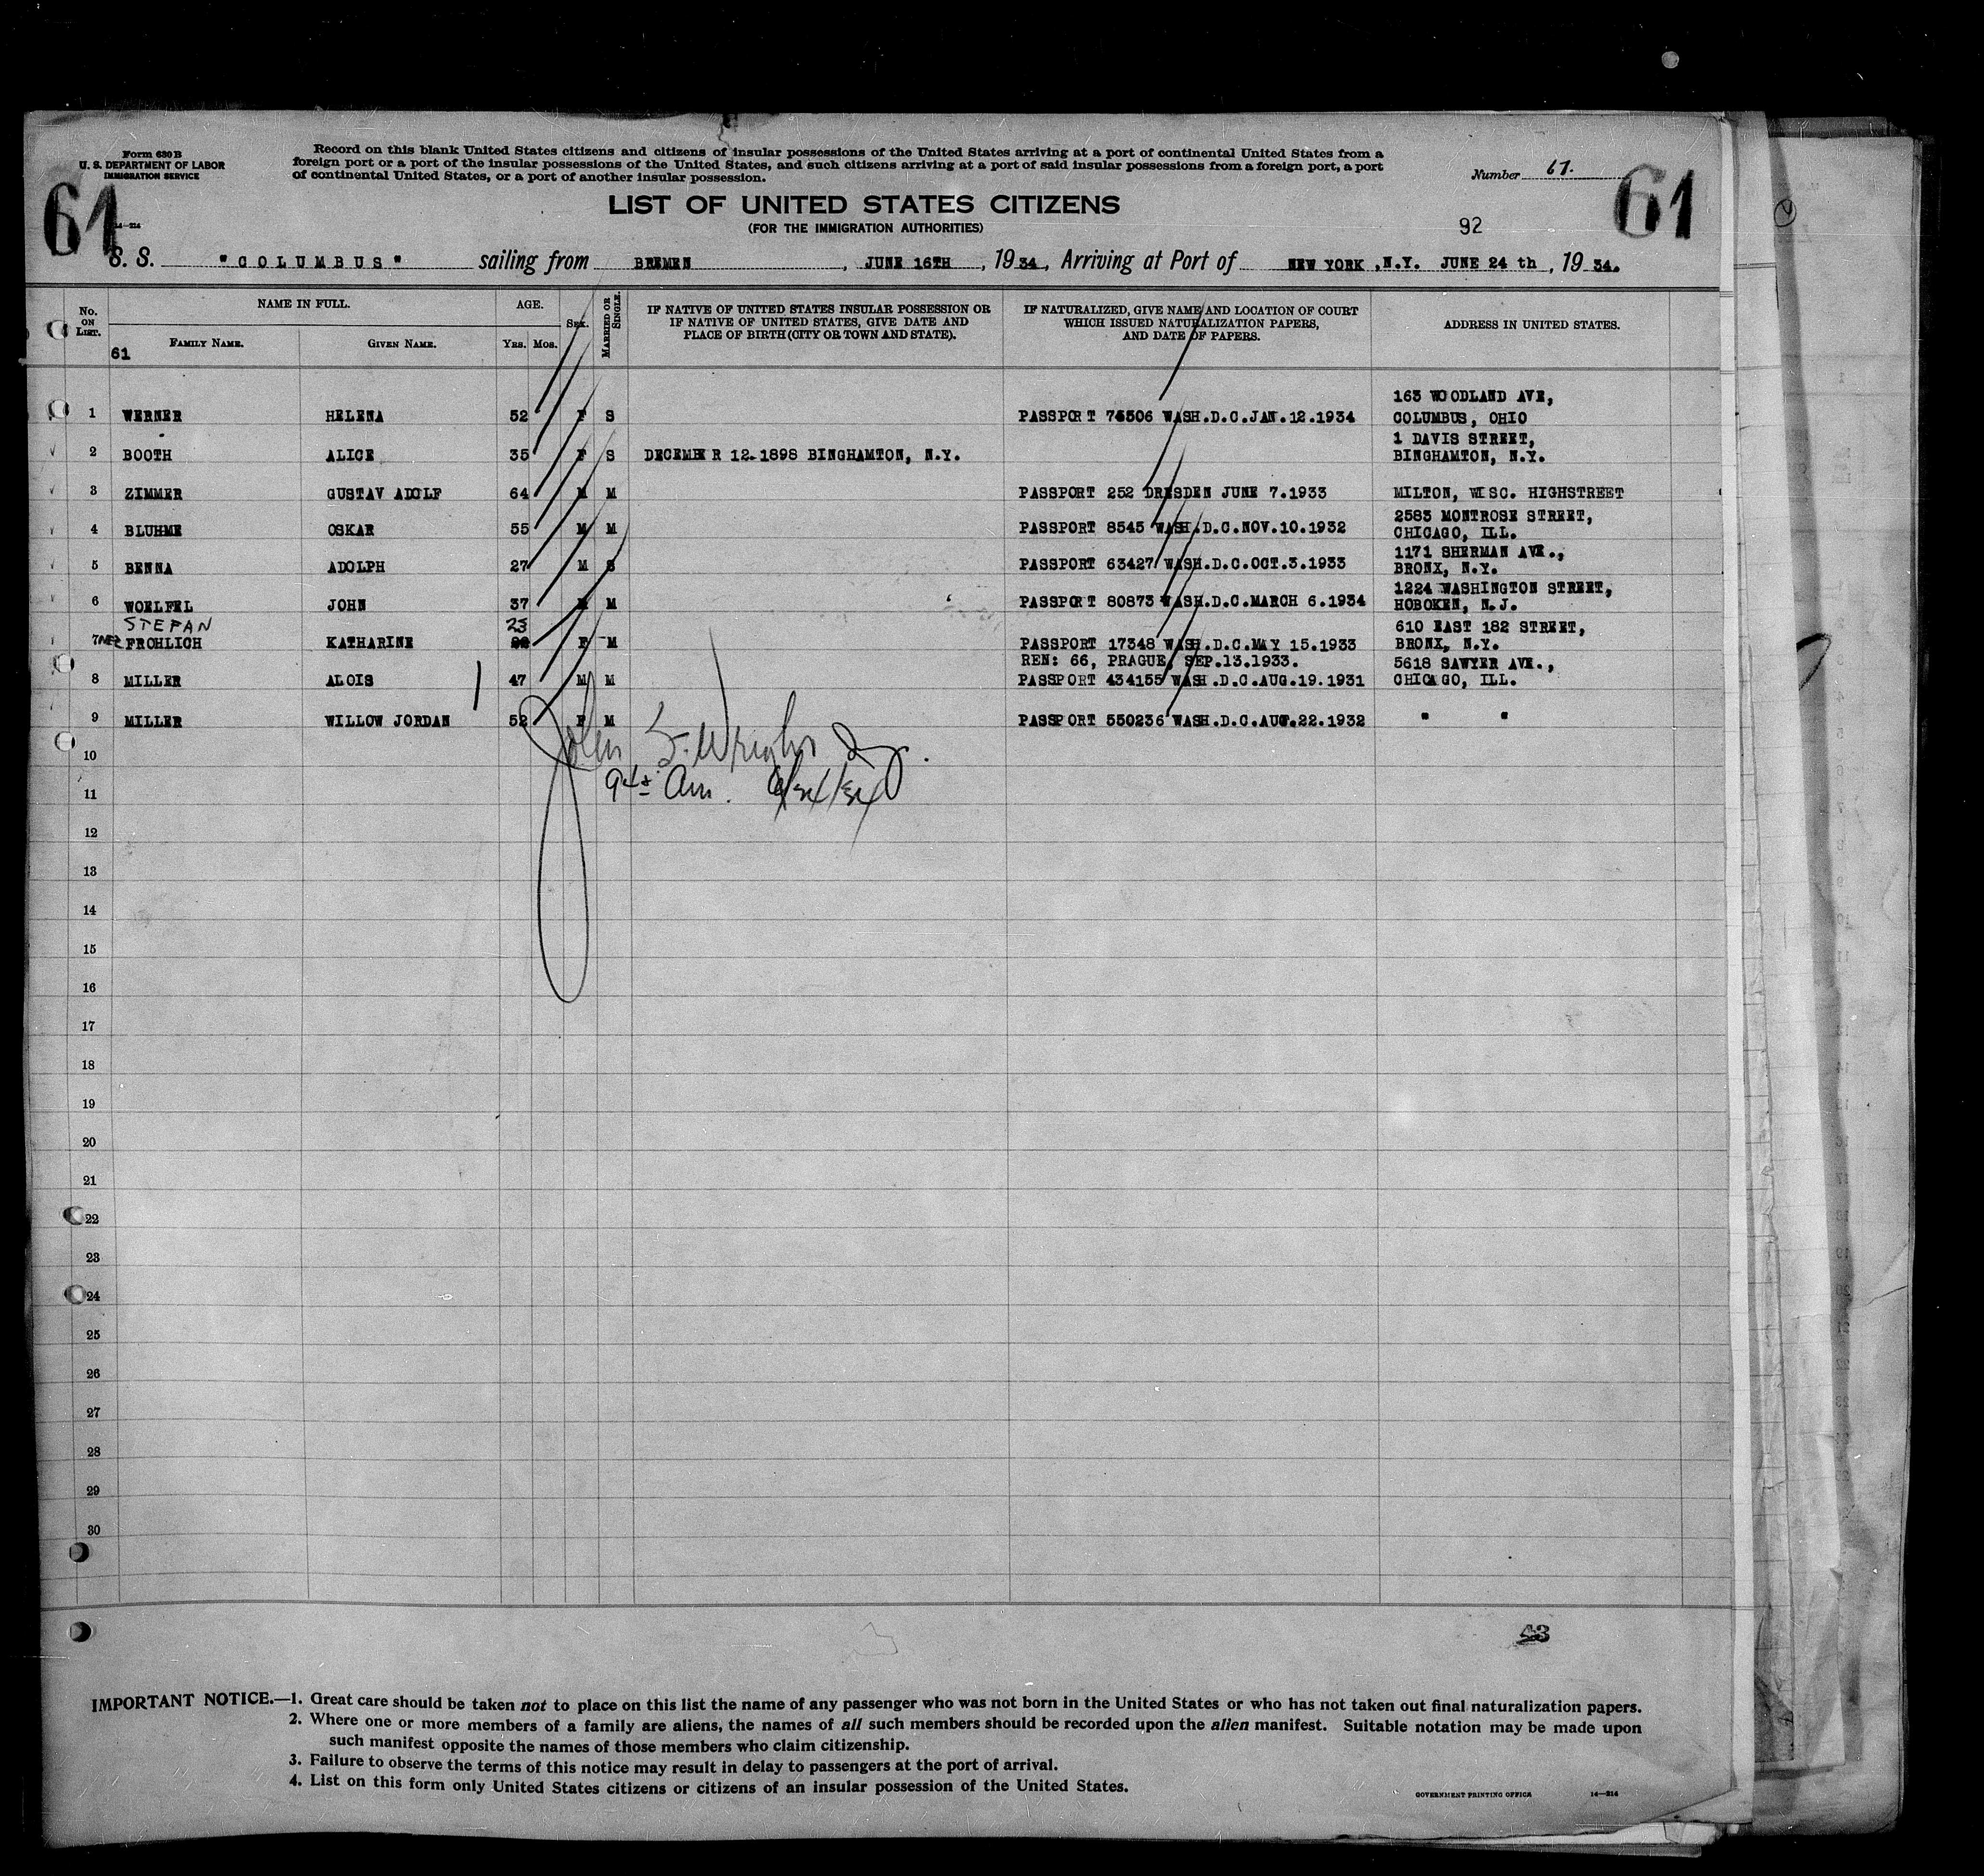 Form 630 B
U. S. DEPARTMENT OF LABOR
IMMIGRATION SERVICE
Record on this blank United States citizens and citizens of insular possessions of the United States arriving at a port of continental United States from a
foreign port or a port of the insular possessions of the United States, and such citizens arriving at a port of said insular possessions from a foreign port, a port
of continental United States, or a port of another insular possession.
Number 61.
61
61
14—214
LIST OF UNITED STATES CITIZENS
(FOR THE IMMIGRATION AUTHORITIES)
92
S. S. "COLUMBUS" sailing from BREMEN, JUNE 16TH, 1934, Arriving at Port of NEW YORK, N.Y. JUNE 24 th, 1934.
No. ON LIST.
NAME IN FULL.
FAMILY NAME.
GIVEN NAME.
AGE.
YRS. MOS.
SEX.
MARRIED OR SINGLE.
IF NATIVE OF UNITED STATES INSULAR POSSESSION OR
IF NATIVE OF UNITED STATES, GIVE DATE AND
PLACE OF BIRTH (CITY OR TOWN AND STATE).
IF NATURALIZED, GIVE NAME AND LOCATION OF COURT
WHICH ISSUED NATURALIZATION PAPERS,
AND DATE OF PAPERS.
ADDRESS IN UNITED STATES.
61
163 WOODLAND AVE,
1 WERNER HELENA 52 F S PASSPORT 74506 WASH.D.C.JAN.12.1934 COLUMBUS, OHIO
1 DAVIS STREET,
2 BOOTH ALICE 35 F S DECEMBER 12.1898 BINGHAMTON, N.Y. BINGHAMTON, N.Y.
3 ZIMMER GUSTAV ADOLF 64 M M PASSPORT 252 DRESDEN JUNE 7.1933 MILTON, WISC. HIGHSTREET
2583 MONTROSE STREET,
4 BLUHME OSKAR 55 M M PASSPORT 8545 WASH.D.C.NOV.10.1932 CHICAGO, ILL.
1171 SHERMAN AVE.,
5 BENNA ADOLPH 27 M S PASSPORT 63427 WASH.D.C.OCT.3.1933 BRONX, N.Y.
1224 WASHINGTON STREET,
6 WOELFEL JOHN 37 M M PASSPORT 80873 WASH.D.C.MARCH 6.1934 HOBOKEN, N.J.
STEFAN 23 610 EAST 182 STREET,
7 NEE FROHLICH KATHARINE F M PASSPORT 17348 WASH.D.C.MAY 15.1933 BRONX, N.Y.
REN: 66, PRAGUE, SEP.13.1933. 5618 SAWYER AVE.,
8 MILLER ALOIS 47 M M PASSPORT 434155 WASH.D.C.AUG.19.1931 CHICAGO, ILL.
9 MILLER WILLOW JORDAN 52 F M PASSPORT 550236 WASH.D.C.AUG.22.1932 " "
10
11
12
13
14
15
16
17
18
19
20
21
22
23
24
25
26
27
28
29
30
43
IMPORTANT NOTICE.—1. Great care should be taken not to place on this list the name of any passenger who was not born in the United States or who has not taken out final naturalization papers.
2. Where one or more members of a family are aliens, the names of all such members should be recorded upon the alien manifest. Suitable notation may be made upon
such manifest opposite the names of those members who claim citizenship.
3. Failure to observe the terms of this notice may result in delay to passengers at the port of arrival.
4. List on this form only United States citizens or citizens of an insular possession of the United States.
GOVERNMENT PRINTING OFFICE 14—214